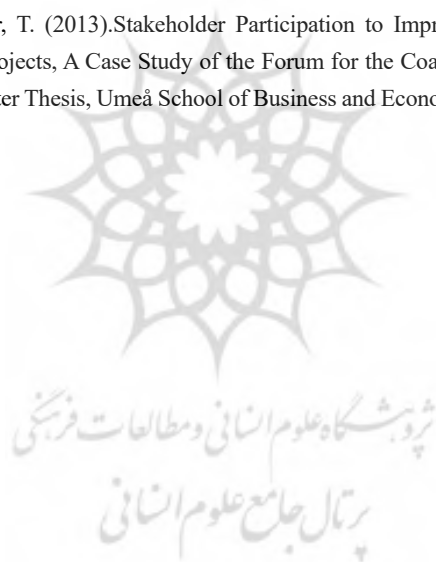 r, T. (2013).Stakeholder Participation to Impr
ojects, A Case Study of the Forum for the Coa
ter Thesis, Umeå School of Business and Econo
پژوهشگاه علوم انسانی و مطالعات فرهنگی
پرتال جامع علوم انسانی